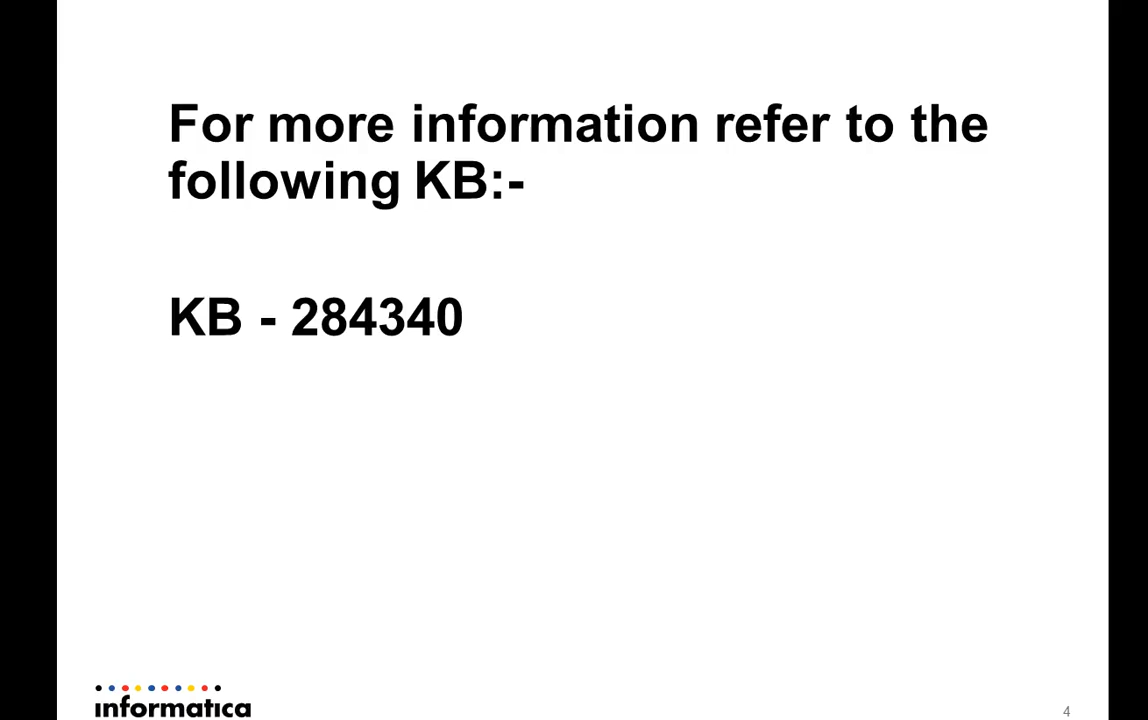 For more information refer to the
following KB:-
KB - 284340
informatica
4